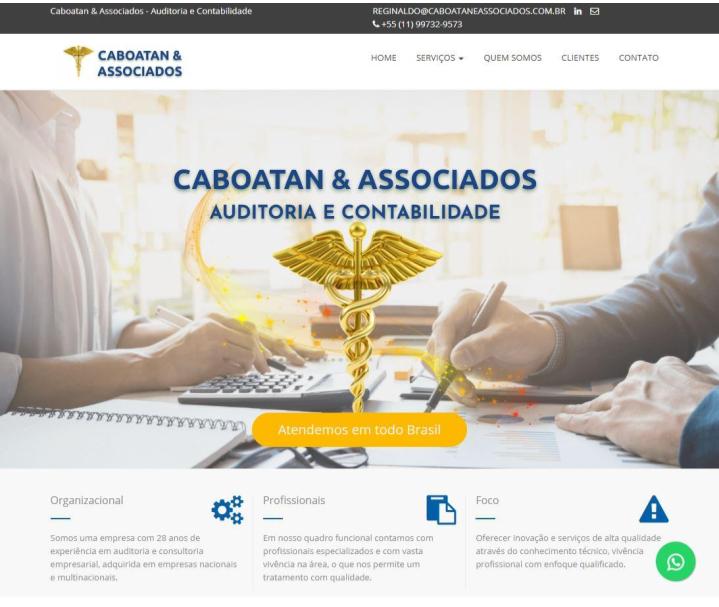 Caboatan & Associados - Auditoria e Contabilidade
REGINALDO@CABOATANEASSOCIADOS.COM.BR
+55 (11) 99732-9573
CABOATAN &
ASSOCIADOS
HOME SERVIÇOS QUEM SOMOS CLIENTES CONTATO
CABOATAN & ASSOCIADOS
AUDITORIA E CONTABILIDADE
Atendemos em todo Brasil
Organizacional
Somos uma empresa com 28 anos de
experiência em auditoria e consultoria
empresarial, adquirida em empresas nacionais
e multinacionais.
Profissionais
Em nosso quadro funcional contamos com
profissionais especializados e com vasta
vivência na área, o que nos permite um
tratamento com qualidade.
Foco
Oferecer inovação e serviços de alta qualidade
através do conhecimento técnico, vivência
profissional com enfoque qualificado.